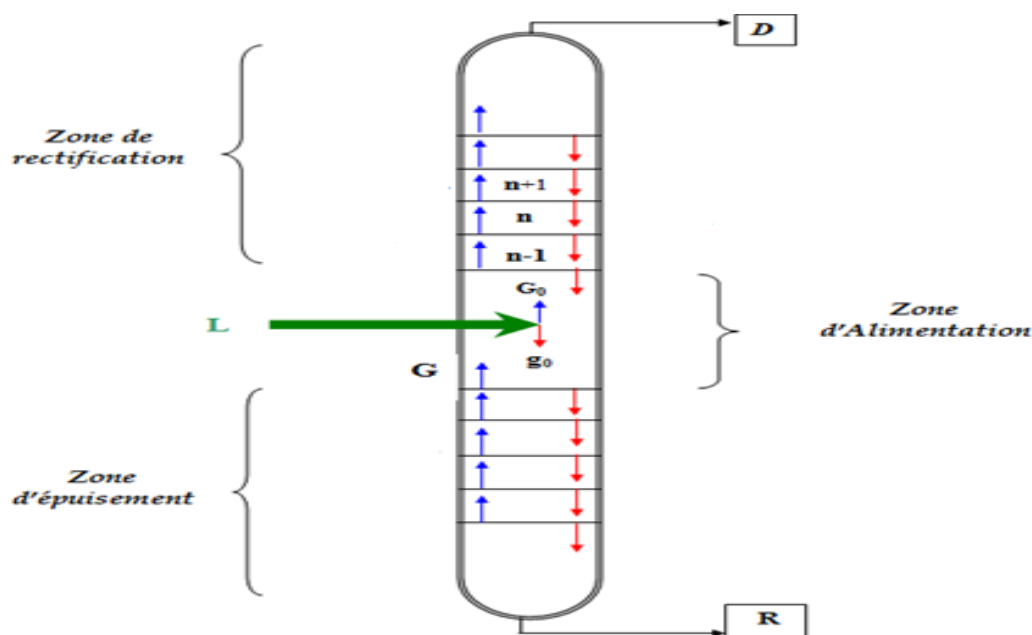 D
Zone de
rectification
n+1
n
n-1
G₀
L
Zone
d'Alimentation
g₀
G
Zone
d'épuisement
R